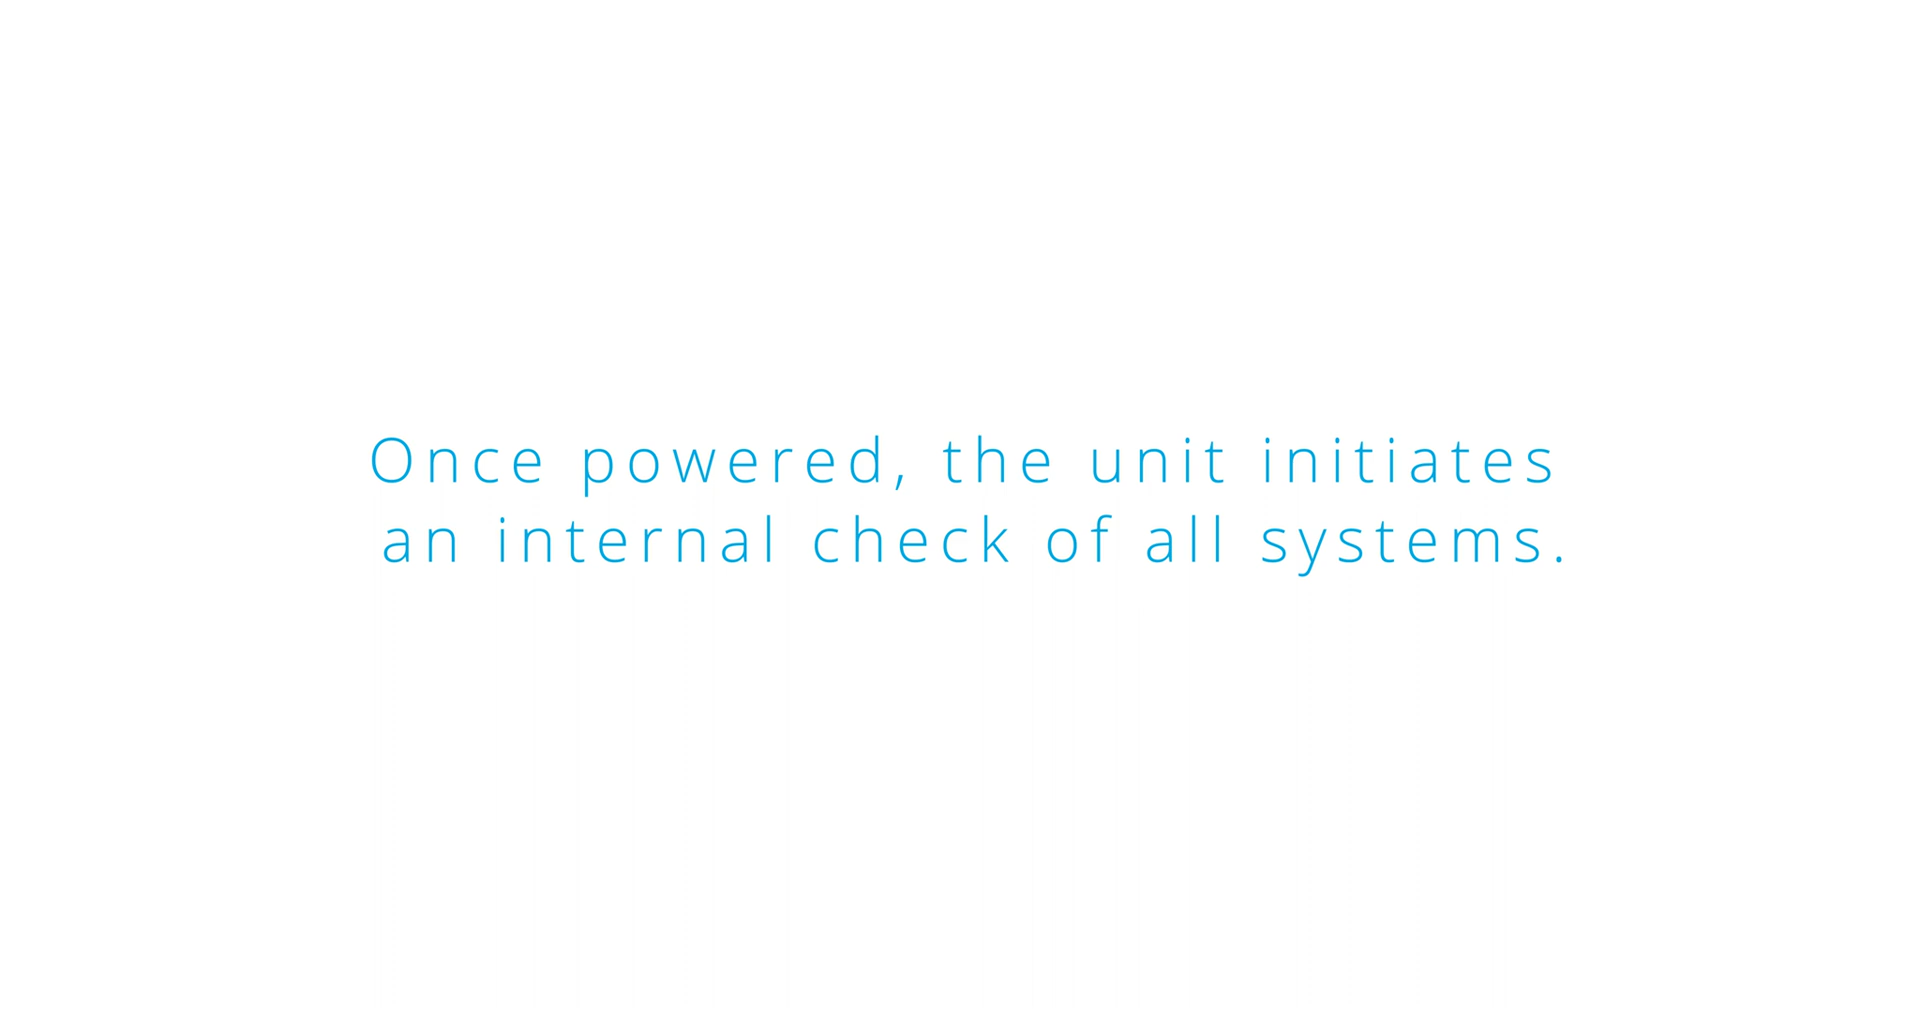 Once powered, the unit initiates
an internal check of all systems.